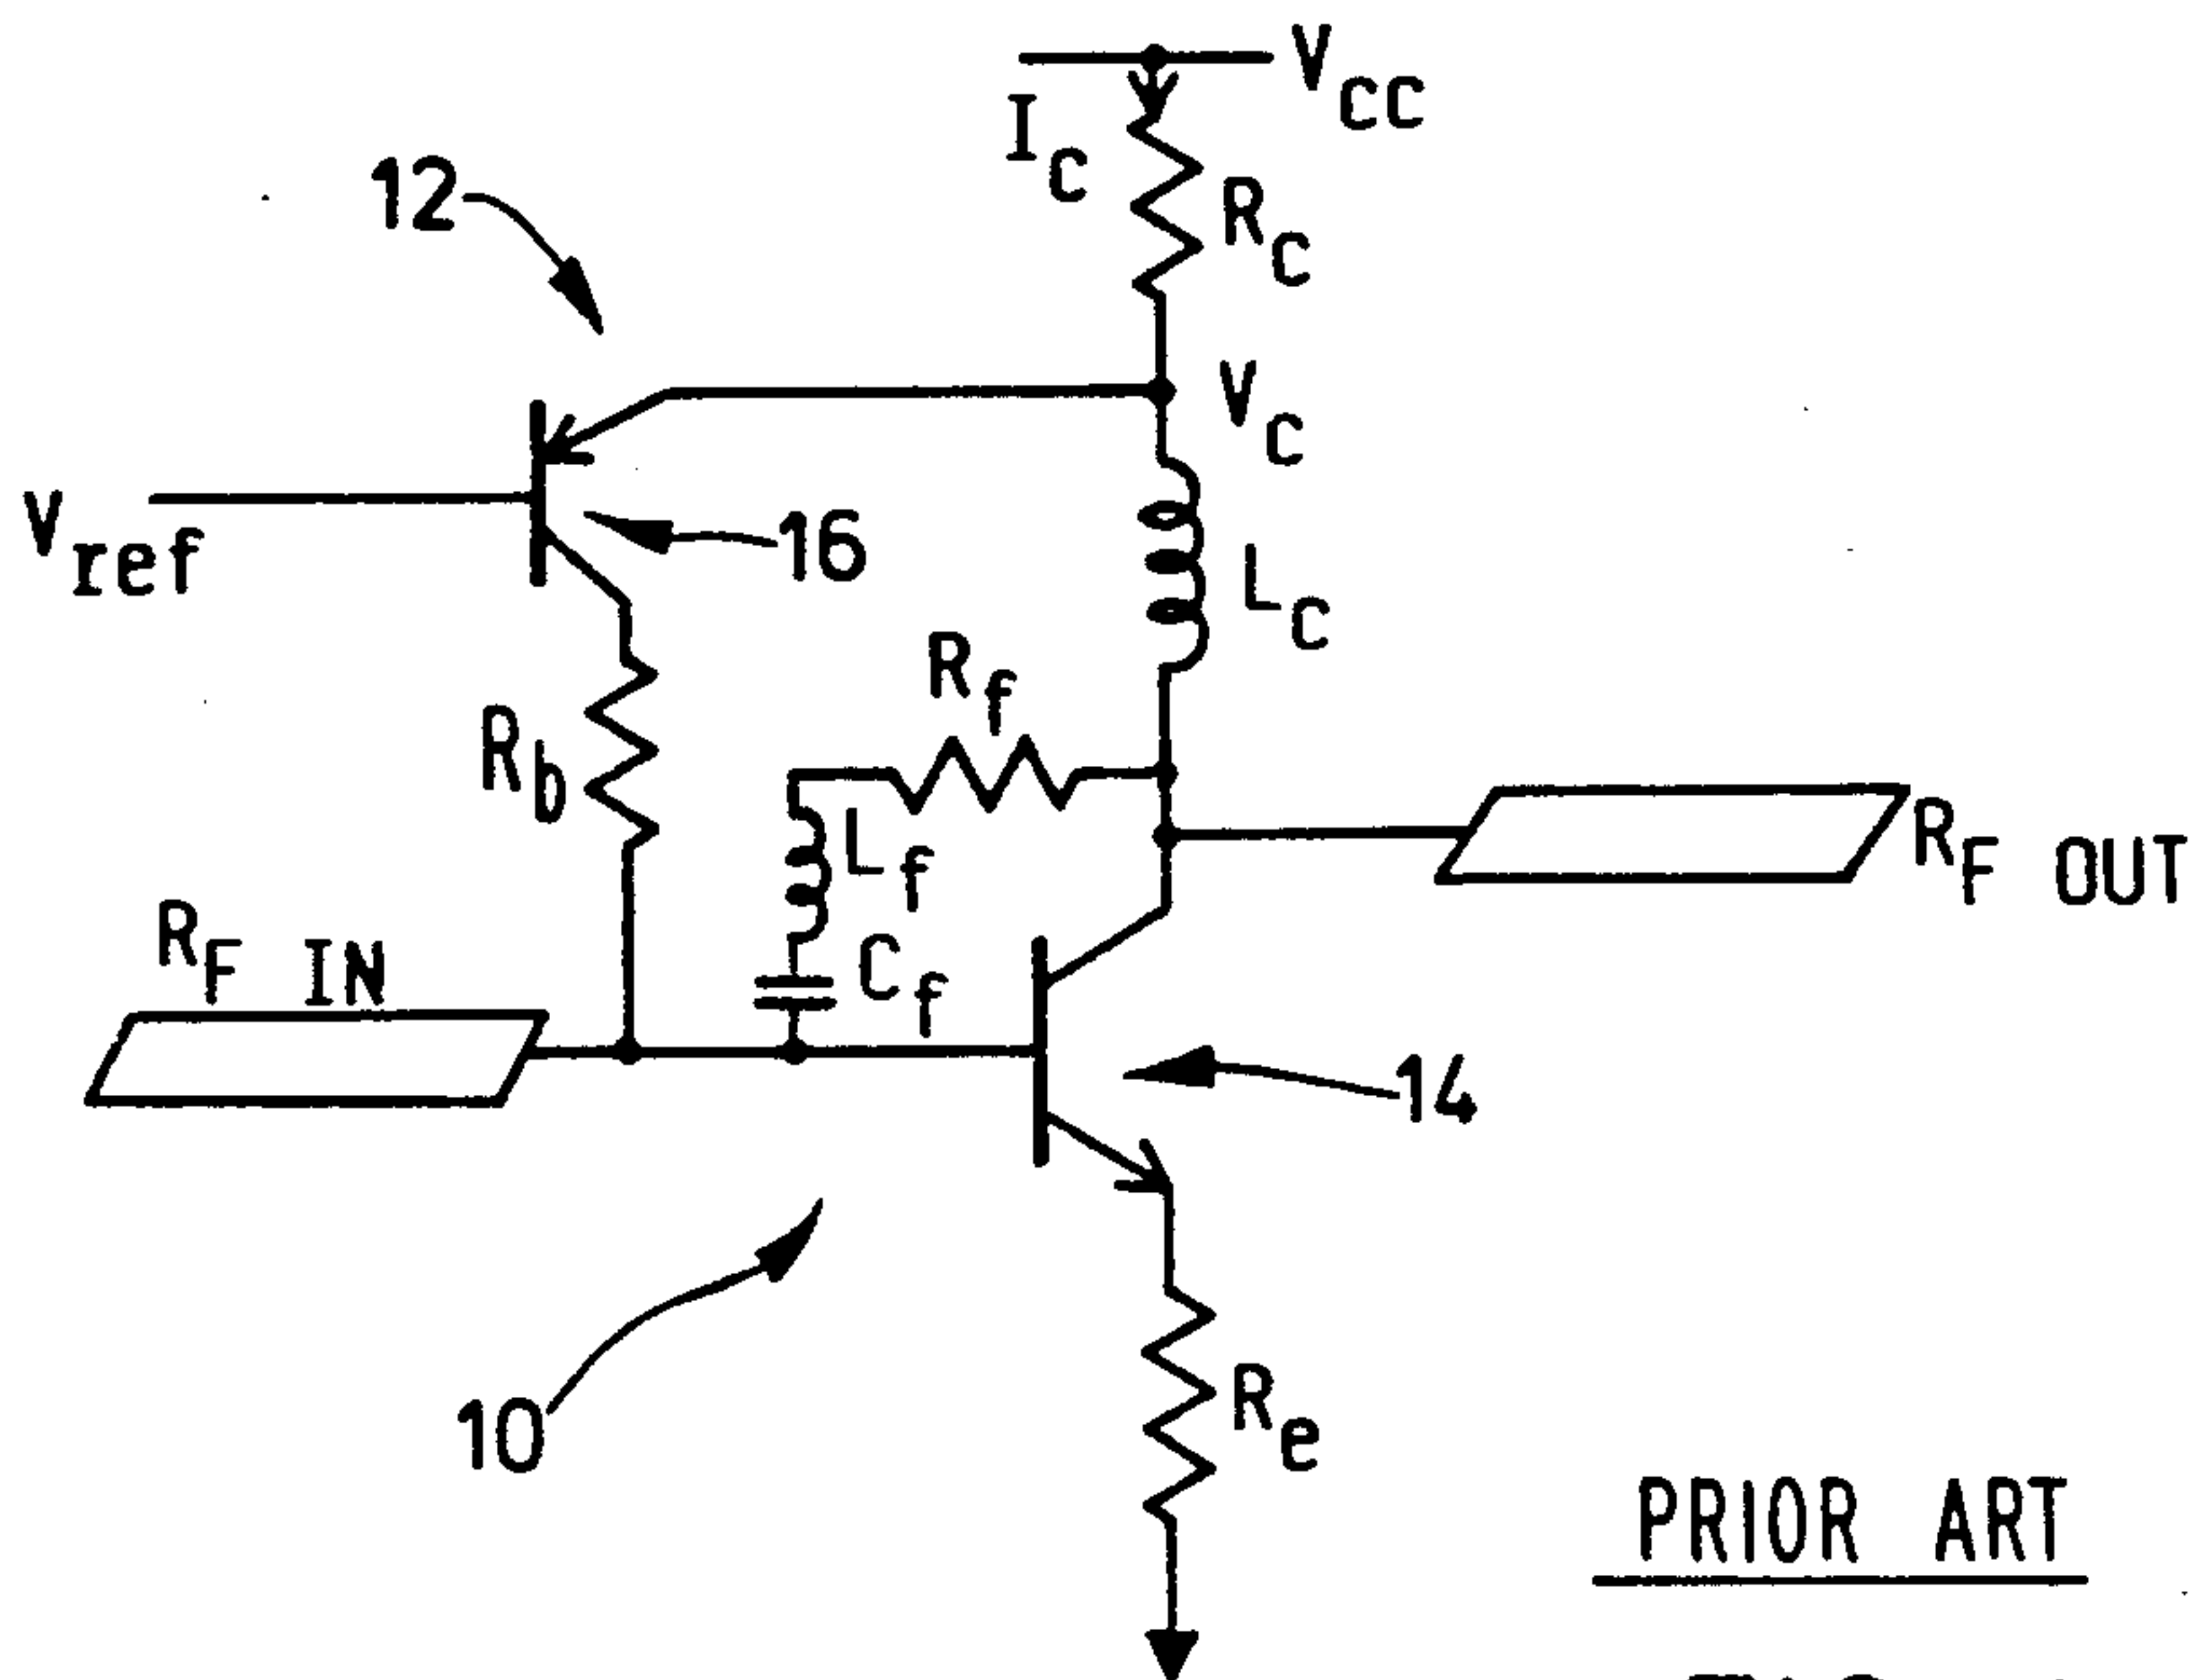 V_CC
I_C
R_C
12
V_C
V_ref
16
L_C
R_f
R_b
L_f
R_F OUT
R_F IN
C_f
14
10
R_e
PRIOR ART